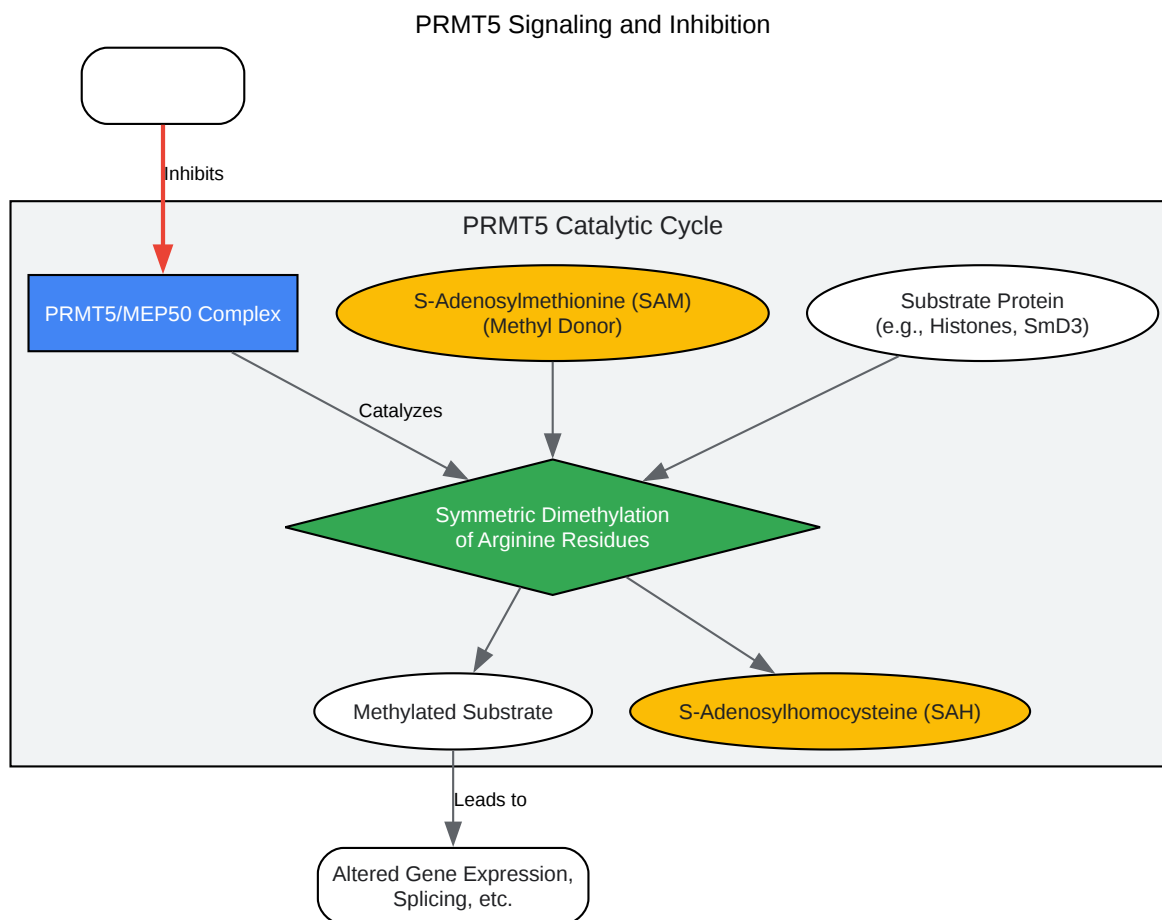 PRMT5 Signaling and Inhibition
Inhibits
PRMT5 Catalytic Cycle
PRMT5/MEP50 Complex
S-Adenosylmethionine (SAM)
(Methyl Donor)
Substrate Protein
(e.g., Histones, SmD3)
Catalyzes
Symmetric Dimethylation
of Arginine Residues
Methylated Substrate
S-Adenosylhomocysteine (SAH)
Leads to
Altered Gene Expression,
Splicing, etc.